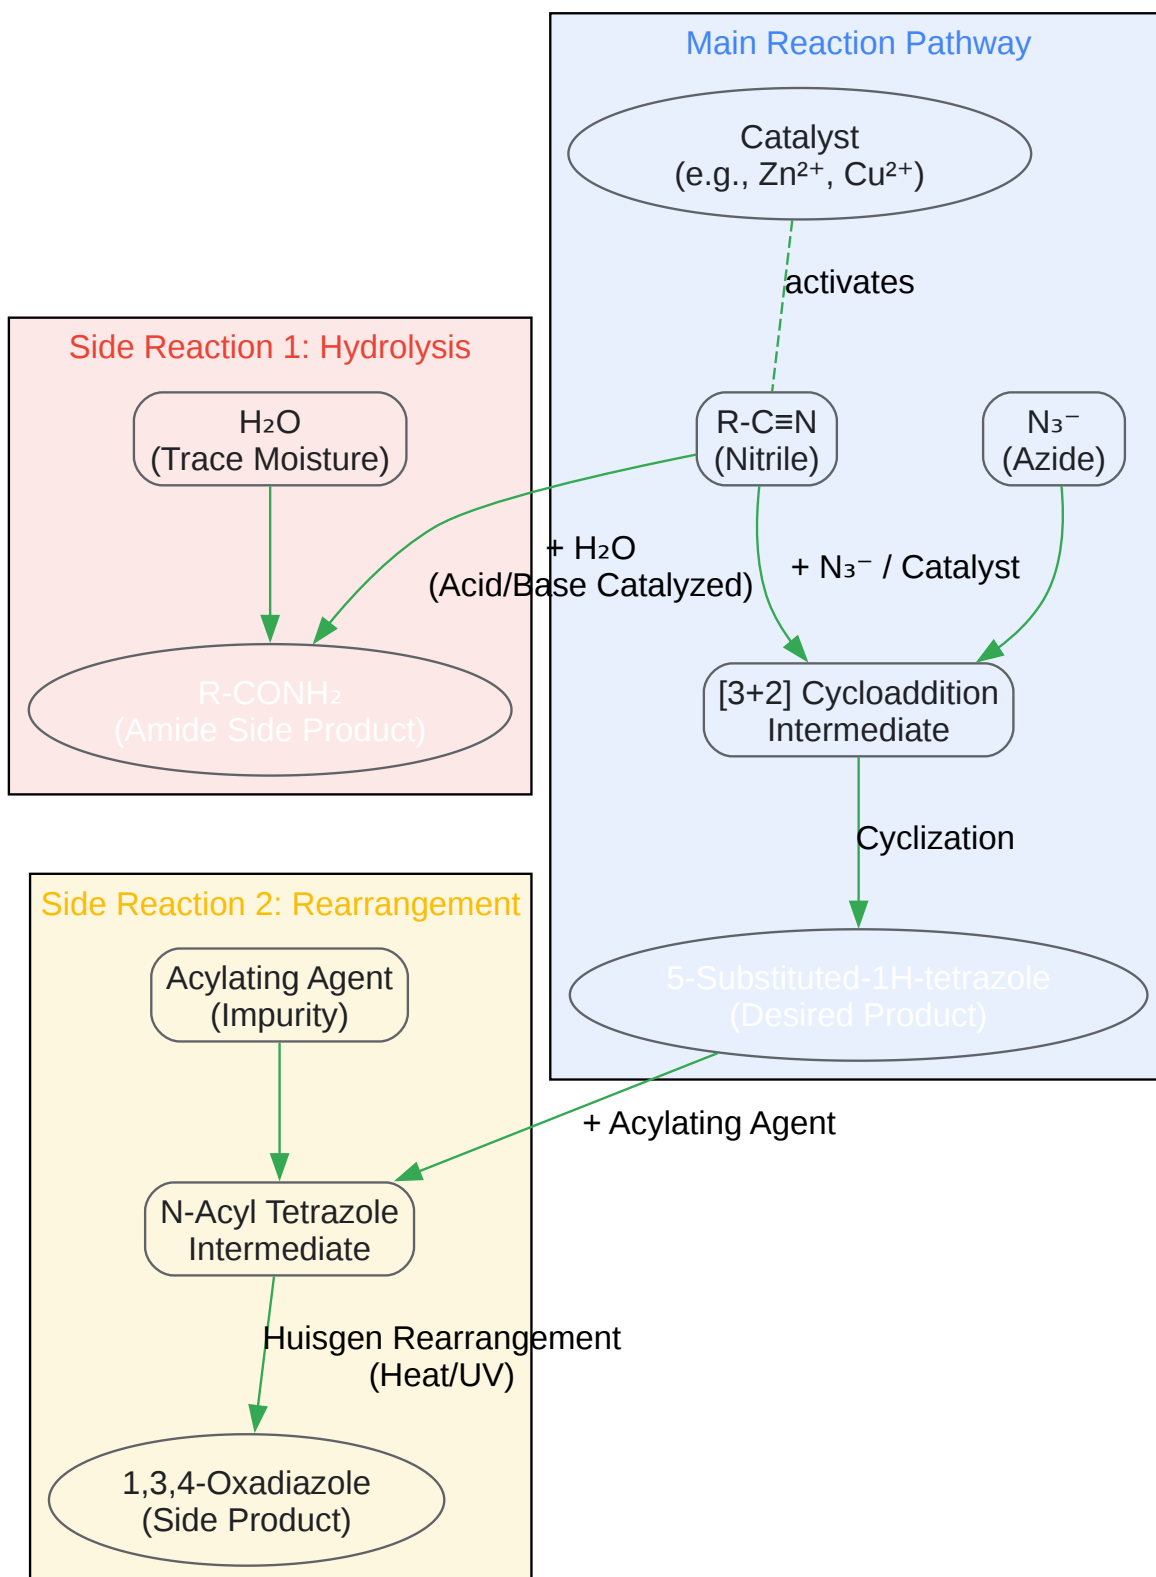 Main Reaction Pathway
Catalyst
(e.g., Zn²⁺, Cu²⁺)
activates
Side Reaction 1: Hydrolysis
H₂O
(Trace Moisture)
R-C≡N
(Nitrile)
N₃⁻
(Azide)
+ H₂O
(Acid/Base Catalyzed)
+ N₃⁻ / Catalyst
R-CONH₂
(Amide Side Product)
[3+2] Cycloaddition
Intermediate
Cyclization
Side Reaction 2: Rearrangement
Acylating Agent
(Impurity)
5-Substituted-1H-tetrazole
(Desired Product)
+ Acylating Agent
N-Acyl Tetrazole
Intermediate
Huisgen Rearrangement
(Heat/UV)
1,3,4-Oxadiazole
(Side Product)